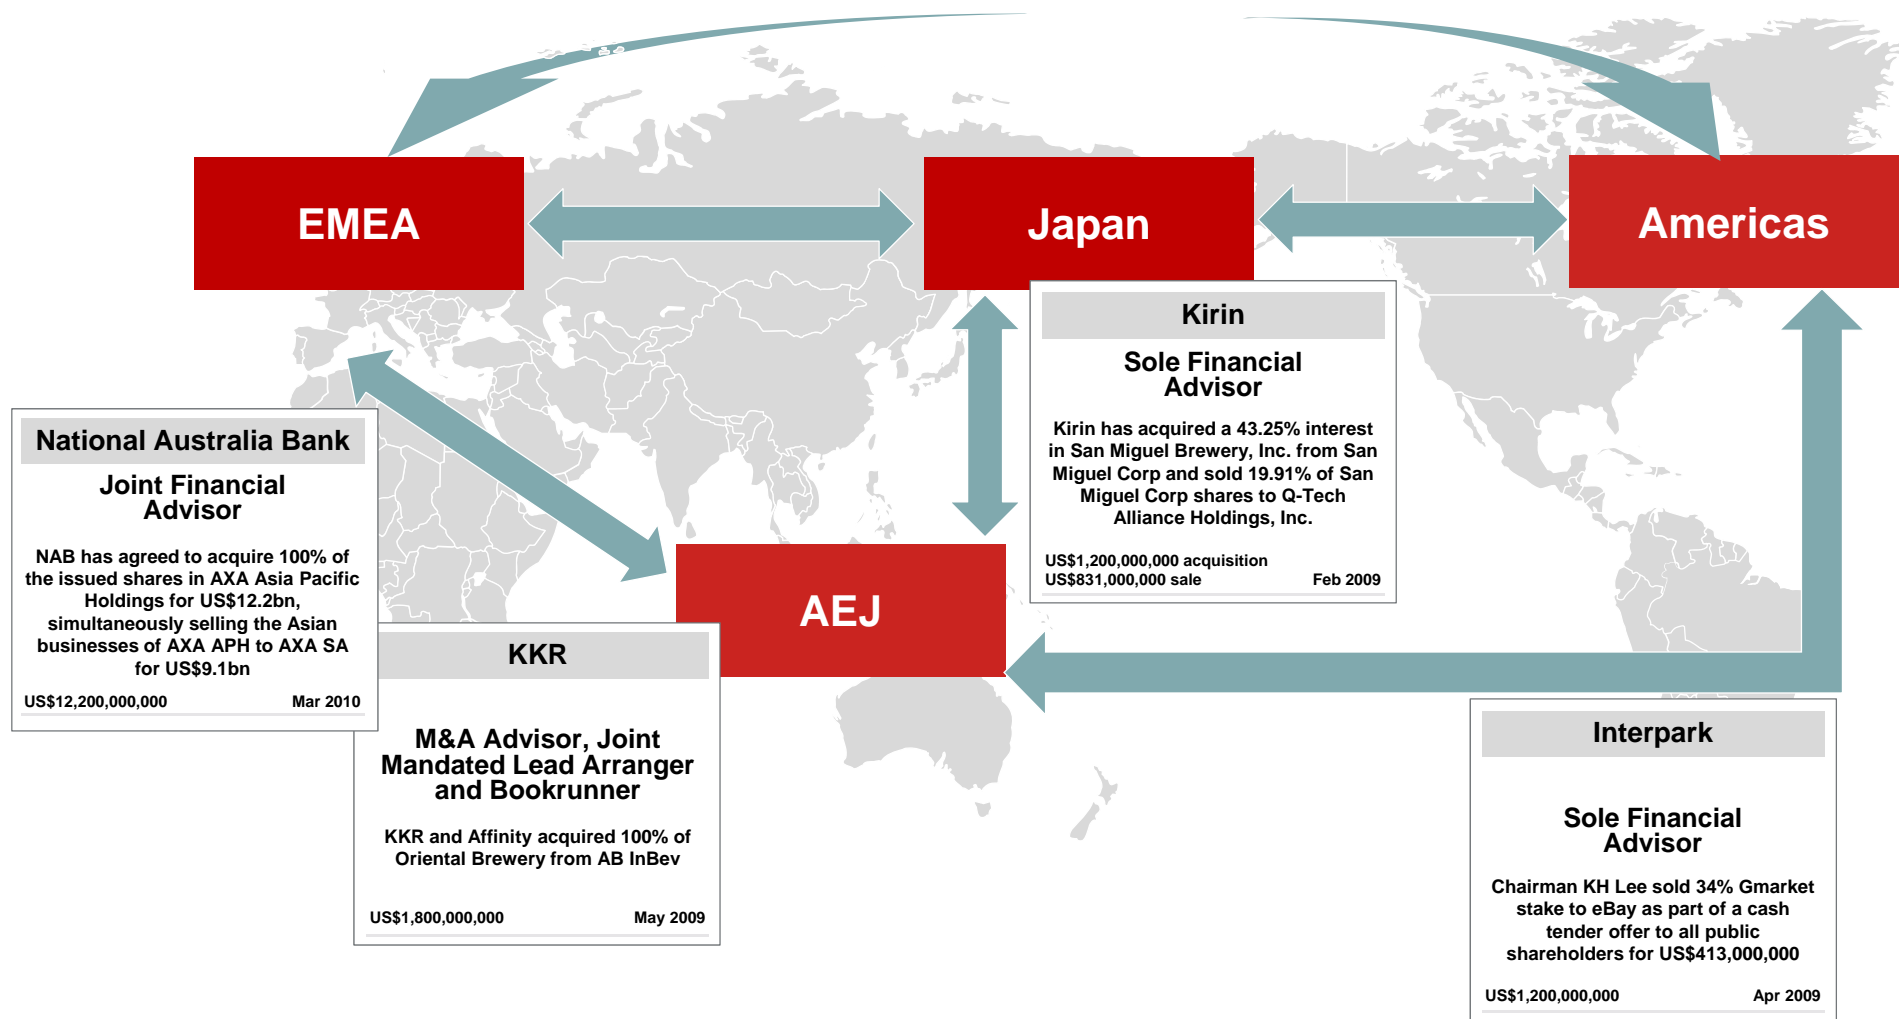 EMEA
Japan
Americas
Kirin
Sole Financial
Advisor
Kirin has acquired a 43.25% interest
in San Miguel Brewery, Inc. from San
Miguel Corp and sold 19.91% of San
Miguel Corp shares to Q-Tech
Alliance Holdings, Inc.
US$1,200,000,000 acquisition
US$831,000,000 sale Feb 2009
National Australia Bank
Joint Financial
Advisor
NAB has agreed to acquire 100% of
the issued shares in AXA Asia Pacific
Holdings for US$12.2bn,
simultaneously selling the Asian
businesses of AXA APH to AXA SA
for US$9.1bn
US$12,200,000,000 Mar 2010
AEJ
KKR
M&A Advisor, Joint
Mandated Lead Arranger
and Bookrunner
KKR and Affinity acquired 100% of
Oriental Brewery from AB InBev
US$1,800,000,000 May 2009
Interpark
Sole Financial
Advisor
Chairman KH Lee sold 34% Gmarket
stake to eBay as part of a cash
tender offer to all public
shareholders for US$413,000,000
US$1,200,000,000 Apr 2009